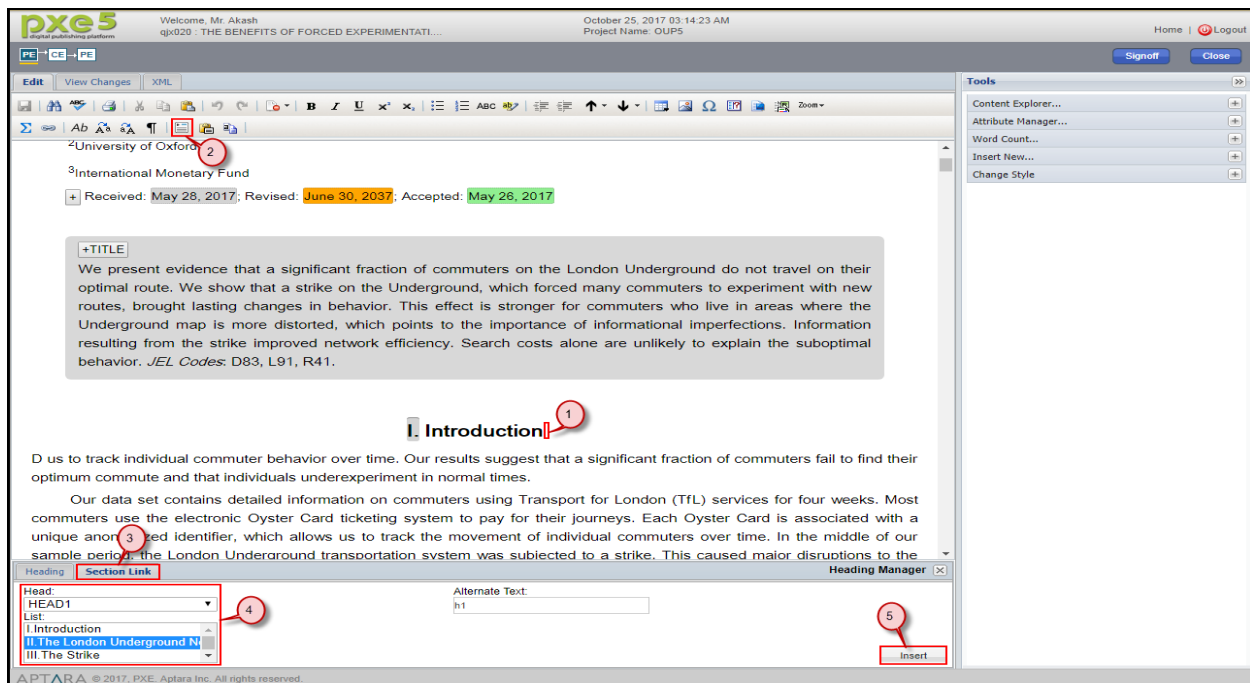 pxe5
digital publishing platform
Welcome, Mr. Akash
qjx020 : THE BENEFITS OF FORCED EXPERIMENTATI....
October 25, 2017 03:14:23 AM
Project Name: OUP5
Home | Logout
PE CE PE
Signoff Close
Edit View Changes XML
Tools
ABC B I U x² x, ABC ab Σ Zoom
Content Explorer...
Attribute Manager...
Word Count...
Insert New...
Change Style
Σ Ab Aa aA ¶
2
2University of Oxford
3International Monetary Fund
+ Received: May 28, 2017; Revised: June 30, 2037; Accepted: May 26, 2017
+TITLE
We present evidence that a significant fraction of commuters on the London Underground do not travel on their
optimal route. We show that a strike on the Underground, which forced many commuters to experiment with new
routes, brought lasting changes in behavior. This effect is stronger for commuters who live in areas where the
Underground map is more distorted, which points to the importance of informational imperfections. Information
resulting from the strike improved network efficiency. Search costs alone are unlikely to explain the suboptimal
behavior. JEL Codes: D83, L91, R41.
1
I. Introduction
D us to track individual commuter behavior over time. Our results suggest that a significant fraction of commuters fail to find their
optimum commute and that individuals underexperiment in normal times.
Our data set contains detailed information on commuters using Transport for London (TfL) services for four weeks. Most
commuters use the electronic Oyster Card ticketing system to pay for their journeys. Each Oyster Card is associated with a
unique anon 3 zed identifier, which allows us to track the movement of individual commuters over time. In the middle of our
sample period, the London Underground transportation system was subjected to a strike. This caused major disruptions to the
Heading Section Link
Heading Manager
Head:
HEAD1
List:
I.Introduction
II.The London Underground N
III.The Strike
4
Alternate Text:
h1
5
Insert
APTARA © 2017, PXE. Aptara Inc. All rights reserved.